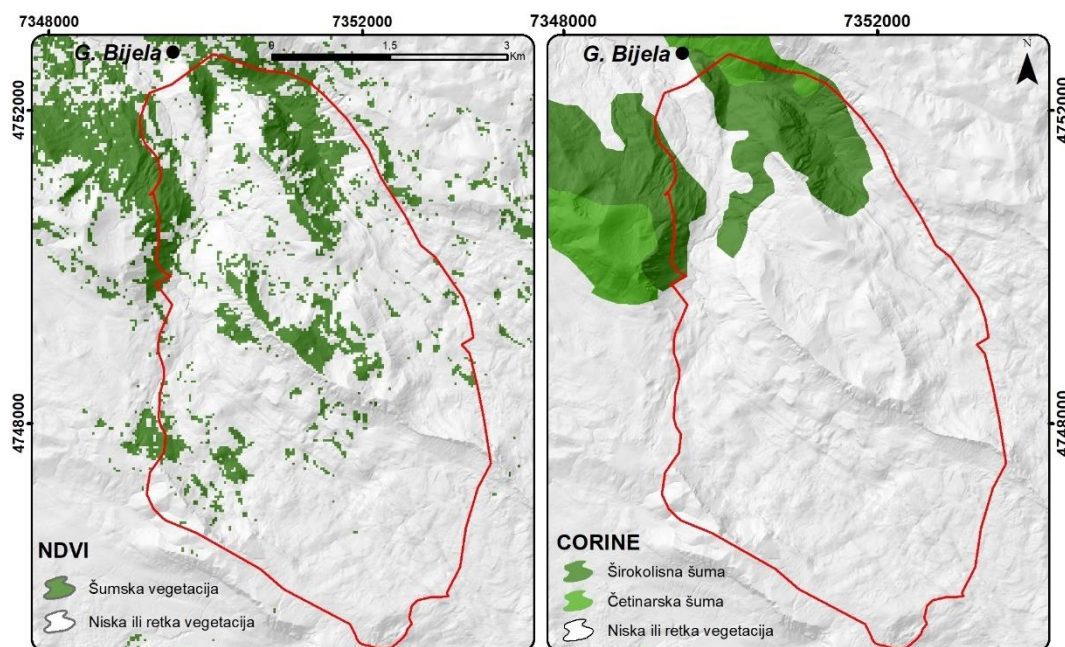 7348000
7352000
7348000
7352000
G. Bijela
0
1,5
3
Km
G. Bijela
N
4752000
4752000
4748000
4748000
NDVI
Šumska vegetacija
Niska ili retka vegetacija
CORINE
Širokolisna šuma
Četinarska šuma
Niska ili retka vegetacija